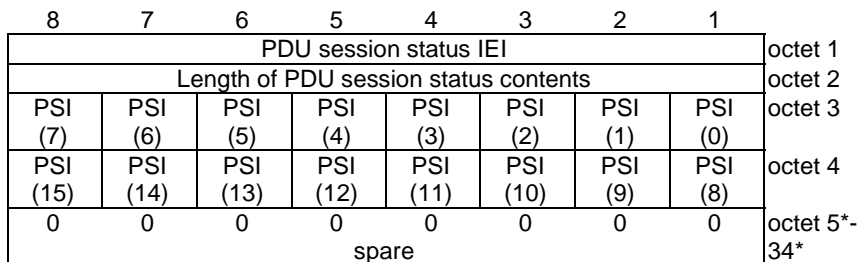 8 7 6 5 4 3 2 1
PDU session status IEI octet 1
Length of PDU session status contents octet 2
PSI PSI PSI PSI PSI PSI PSI PSI octet 3
(7) (6) (5) (4) (3) (2) (1) (0)
PSI PSI PSI PSI PSI PSI PSI PSI octet 4
(15) (14) (13) (12) (11) (10) (9) (8)
0 0 0 0 0 0 0 0 octet 5*-
spare 34*